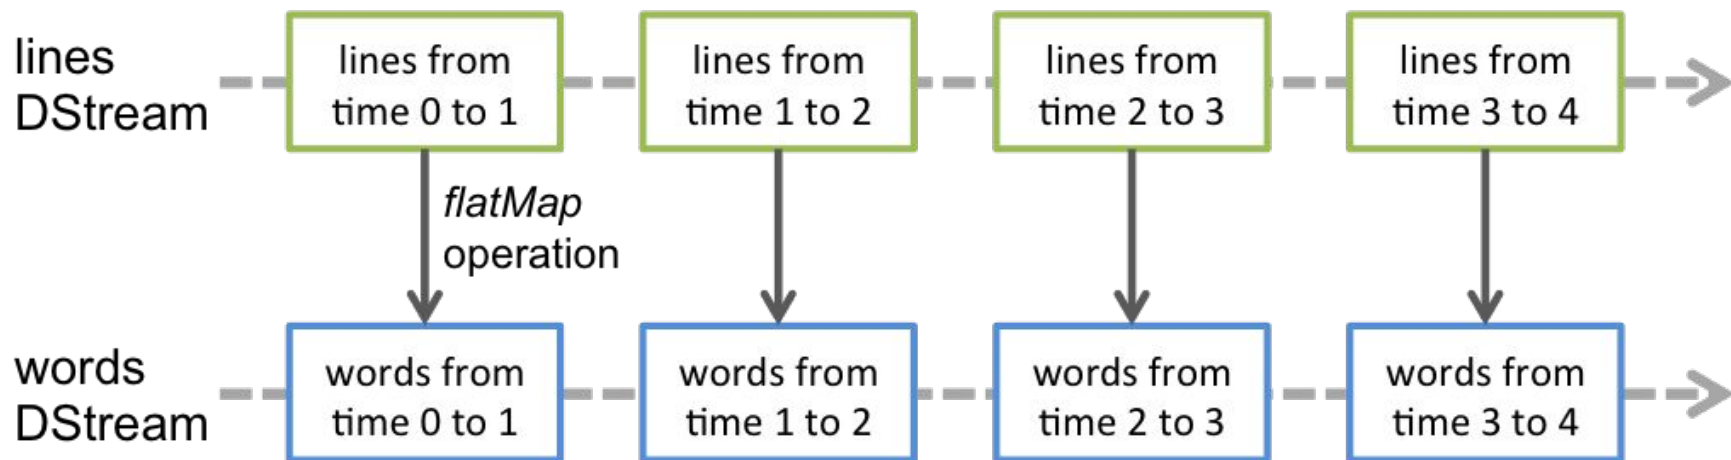 lines
DStream
lines from
time 0 to 1
lines from
time 1 to 2
lines from
time 2 to 3
lines from
time 3 to 4
flatMap
operation
words
DStream
words from
time 0 to 1
words from
time 1 to 2
words from
time 2 to 3
words from
time 3 to 4